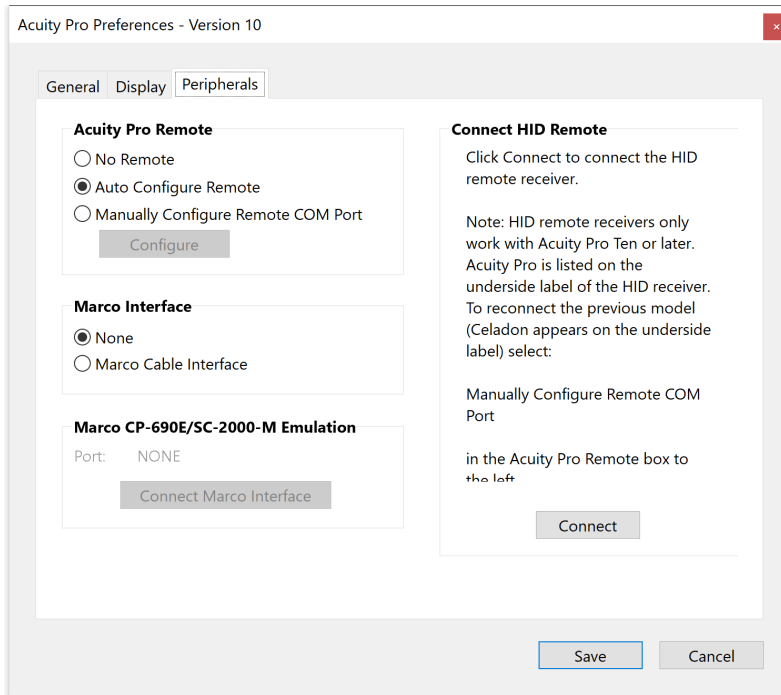 Acuity Pro Preferences - Version 10
×
General
Display
Peripherals
Acuity Pro Remote
No Remote
Auto Configure Remote
Manually Configure Remote COM Port
Configure
Marco Interface
None
Marco Cable Interface
Marco CP-690E/SC-2000-M Emulation
Port: NONE
Connect Marco Interface
Connect HID Remote
Click Connect to connect the HID
remote receiver.
Note: HID remote receivers only
work with Acuity Pro Ten or later.
Acuity Pro is listed on the
underside label of the HID receiver.
To reconnect the previous model
(Celadon appears on the underside
label) select:
Manually Configure Remote COM
Port
in the Acuity Pro Remote box to
the left
Connect
Save
Cancel